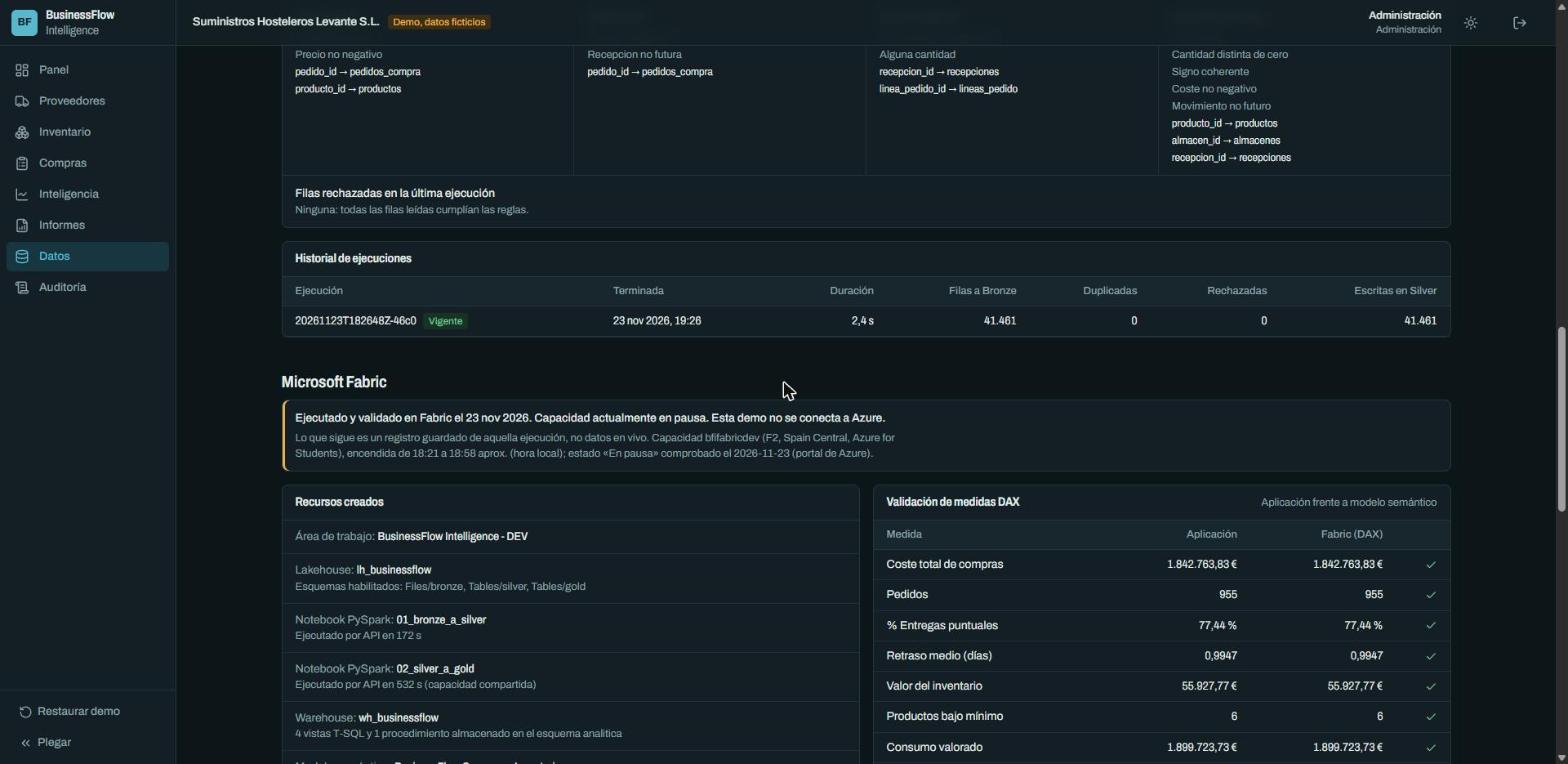 BF
BusinessFlow
Intelligence
Suministros Hosteleros Levante S.L. Demo, datos ficticios
Administración
Administración
Panel
Proveedores
Inventario
Compras
Inteligencia
Informes
Datos
Auditoría
Restaurar demo
Plegar
Precio no negativo
pedido_id → pedidos_compra
producto_id → productos
Recepcion no futura
pedido_id → pedidos_compra
Alguna cantidad
recepcion_id → recepciones
linea_pedido_id → lineas_pedido
Cantidad distinta de cero
Signo coherente
Coste no negativo
Movimiento no futuro
producto_id → productos
almacen_id → almacenes
recepcion_id → recepciones
Filas rechazadas en la última ejecución
Ninguna: todas las filas leídas cumplían las reglas.
Historial de ejecuciones
Ejecución Terminada Duración Filas a Bronze Duplicadas Rechazadas Escritas en Silver
20261123T182648Z-46c0 Vigente 23 nov 2026, 19:26 2,4 s 41.461 0 0 41.461
Microsoft Fabric
Ejecutado y validado en Fabric el 23 nov 2026. Capacidad actualmente en pausa. Esta demo no se conecta a Azure.
Lo que sigue es un registro guardado de aquella ejecución, no datos en vivo. Capacidad bfifabricdev (F2, Spain Central, Azure for
Students), encendida de 18:21 a 18:58 aprox. (hora local); estado «En pausa» comprobado el 2026-11-23 (portal de Azure).
Recursos creados
Área de trabajo: BusinessFlow Intelligence - DEV
Lakehouse: lh_businessflow
Esquemas habilitados: Files/bronze, Tables/silver, Tables/gold
Notebook PySpark: 01_bronze_a_silver
Ejecutado por API en 172 s
Notebook PySpark: 02_silver_a_gold
Ejecutado por API en 532 s (capacidad compartida)
Warehouse: wh_businessflow
4 vistas T-SQL y 1 procedimiento almacenado en el esquema analitica
Validación de medidas DAX Aplicación frente a modelo semántico
Medida Aplicación Fabric (DAX)
Coste total de compras 1.842.763,83 € 1.842.763,83 €
Pedidos 955 955
% Entregas puntuales 77,44 % 77,44 %
Retraso medio (días) 0,9947 0,9947
Valor del inventario 55.927,77 € 55.927,77 €
Productos bajo mínimo 6 6
Consumo valorado 1.899.723,73 € 1.899.723,73 €